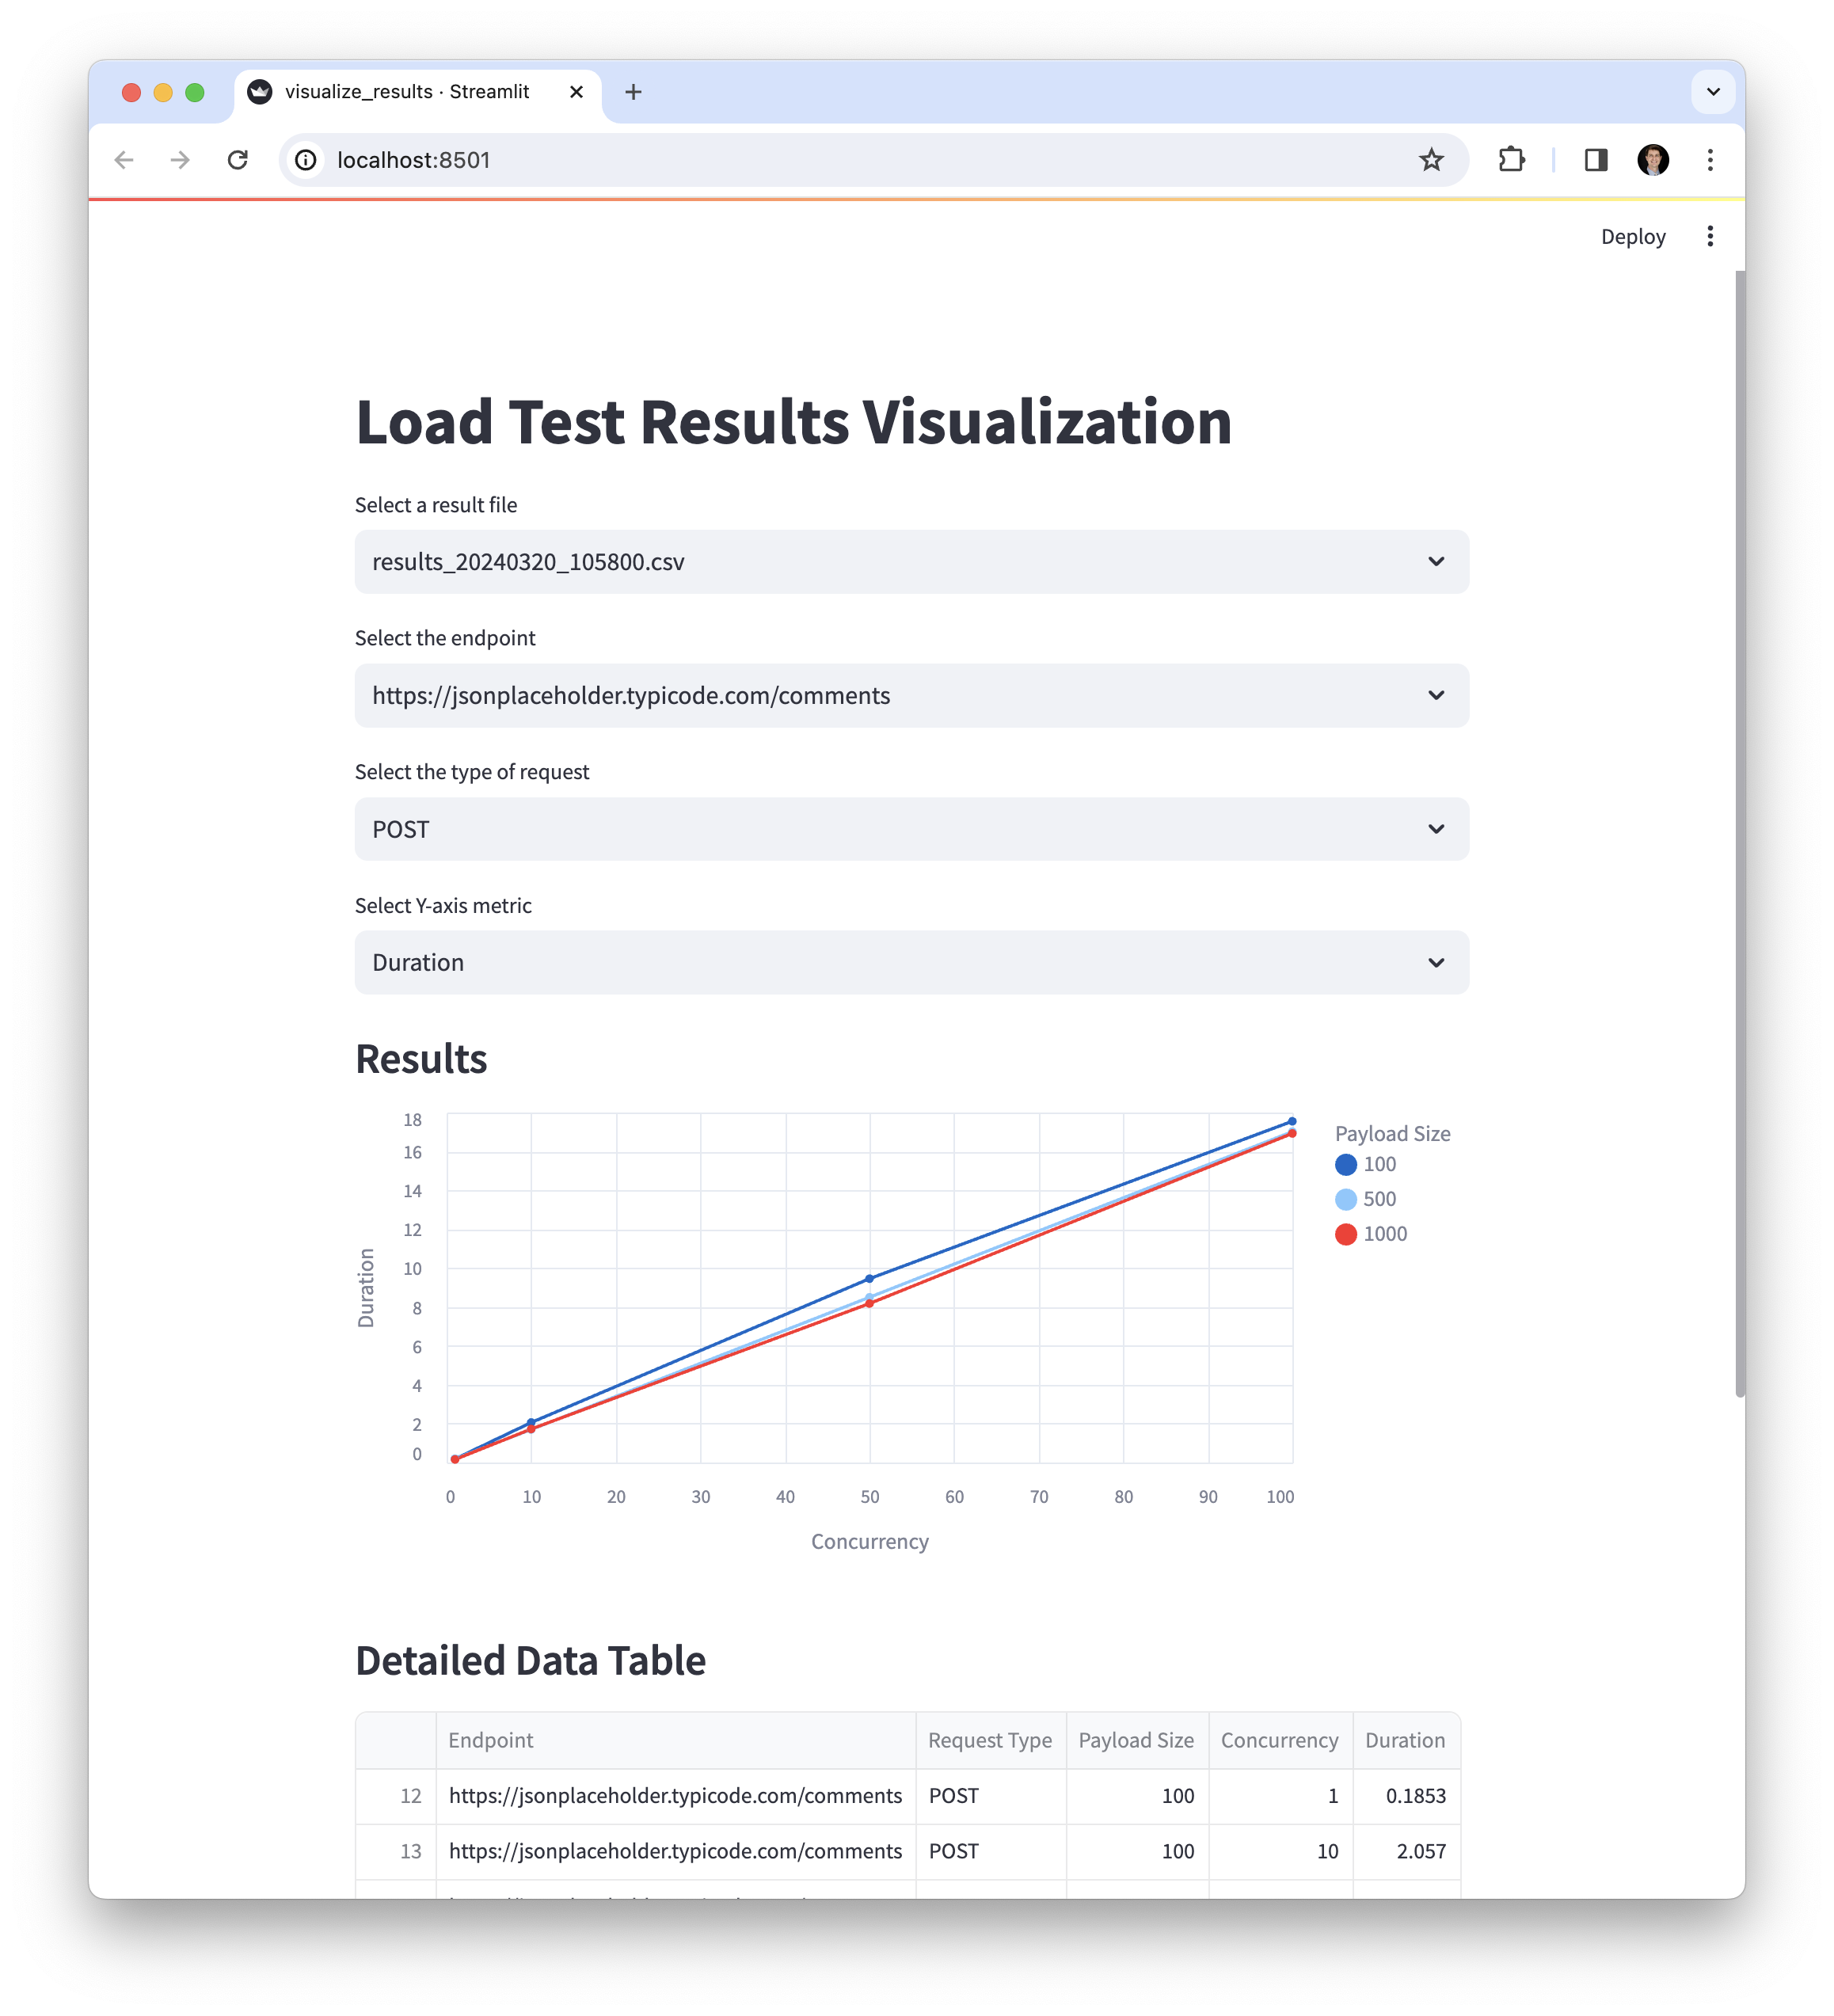 visualize_results · Streamlit
localhost:8501
Deploy
Load Test Results Visualization
Select a result file
results_20240320_105800.csv
Select the endpoint
https://jsonplaceholder.typicode.com/comments
Select the type of request
POST
Select Y-axis metric
Duration
Results
18
16
14
12
10
8
6
4
2
0
Duration
0 10 20 30 40 50 60 70 80 90 100
Concurrency
Payload Size
100
500
1000
Detailed Data Table
Endpoint Request Type Payload Size Concurrency Duration
12 https://jsonplaceholder.typicode.com/comments POST 100 1 0.1853
13 https://jsonplaceholder.typicode.com/comments POST 100 10 2.057